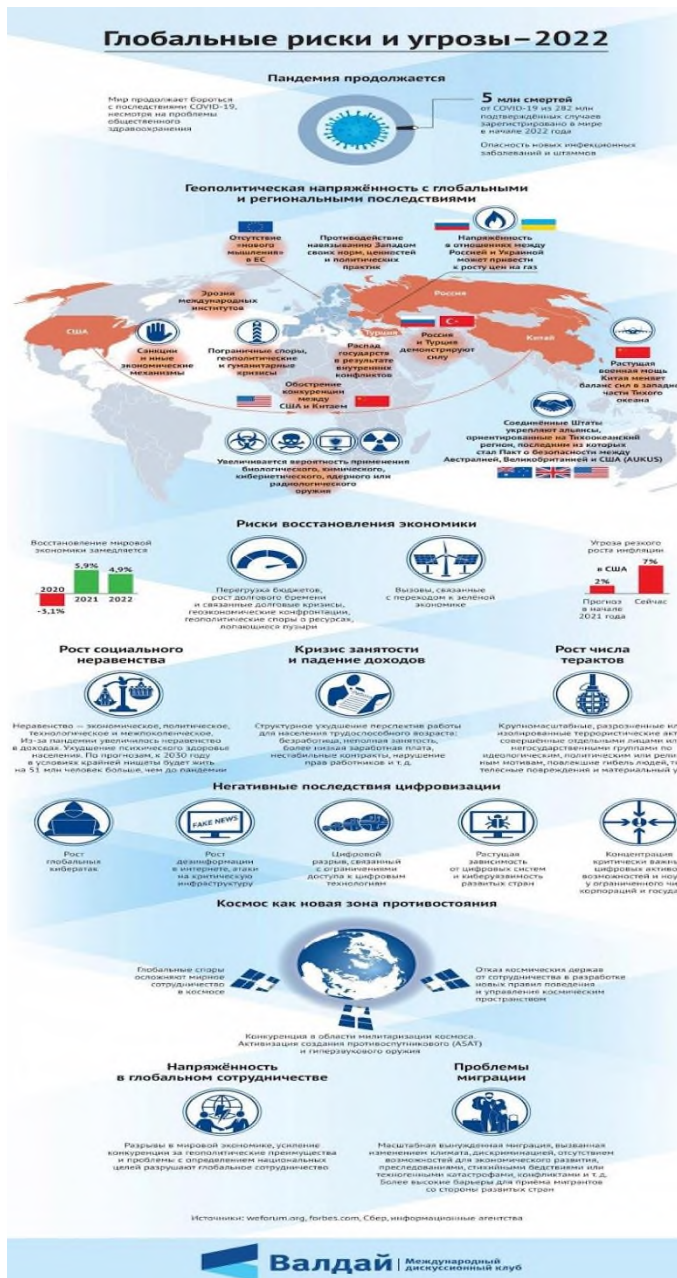 Глобальные риски и угрозы–2022
Пандемия продолжается
Мир продолжает бороться
с последствиями COVID-19,
несмотря на проблемы
общественного
здравоохранения
5 млн смертей
от COVID-19 из 282 млн
подтверждённых случаев
зарегистрировано в мире
в начале 2022 года
Опасность новых инфекционных
заболеваний и штаммов
Геополитическая напряжённость с глобальными
и региональными последствиями
Отсутствие
«нового
мышления»
в ЕС
Противодействие
навязыванию Западом
своих норм, ценностей
и политических
практик
Напряжённость
в отношениях между
Россией и Украиной
может привести
к росту цен на газ
Эрозия
международных
институтов
Россия
США
Турция
Китай
Санкции
и иные
экономические
механизмы
Пограничные споры,
геополитические
и гуманитарные
кризисы
Распад
государств
в результате
внутренних
конфликтов
Россия
и Турция
демонстрируют
силу
Растущая
военная мощь
Китая меняет
баланс сил в западной
части Тихого
океана
Обострение
конкуренции
между
США и Китаем
Соединённые Штаты
укрепляют альянсы,
ориентированные на Тихоокеанский
регион, последним из которых
стал Пакт о безопасности между
Австралией, Великобританией и США (AUKUS)
Увеличивается вероятность применения
биологического, химического,
кибернетического, ядерного или
радиологического
оружия
Риски восстановления экономики
Восстановление мировой
экономики замедляется
2020
-3,1%
5,9%
2021
4,9%
2022
Перегрузка бюджетов,
рост долгового бремени
и связанные долговые кризисы,
геоэкономические конфронтации,
геополитические споры о ресурсах,
лопающиеся пузыри
Вызовы, связанные
с переходом к зелёной
экономике
Угроза резкого
роста инфляции
в США
2%
Прогноз
в начале
2021 года
7%
Сейчас
Рост социального
неравенства
Неравенство — экономическое, политическое,
технологическое и межпоколенческое.
Из-за пандемии увеличилось неравенство
в доходах. Ухудшение психического здоровья
населения. По прогнозам, к 2030 году
в условиях крайней нищеты будет жить
на 51 млн человек больше, чем до пандемии
Кризис занятости
и падение доходов
Структурное ухудшение перспектив работы
для населения трудоспособного возраста:
безработица, неполная занятость,
более низкая заработная плата,
нестабильные контракты, нарушение
прав работников и т. д.
Рост числа
терактов
Крупномасштабные, разрозненные ил
изолированные террористические акт
совершённые отдельными лицами ил
негосударственными группами по
идеологическим, политическим или рели
ным мотивам, повлекшие гибель людей, т
телесные повреждения и материальный у
Негативные последствия цифровизации
Рост
глобальных
кибератак
FAKE NEWS
Рост
дезинформации
в интернете, атаки
на критическую
инфраструктуру
Цифровой
разрыв, связанный
с ограничениями
доступа к цифровым
технологиям
Растущая
зависимость
от цифровых систем
и киберуязвимость
развитых стран
Концентрация
критически важны
цифровых активо
возможностей и ноу
у ограниченного чи
корпораций и госуда
Космос как новая зона противостояния
Глобальные споры
осложняют мирное
сотрудничество
в космосе
Отказ космических держав
от сотрудничества в разработке
новых правил поведения
и управления космическим
пространством
Конкуренция в области милитаризации космоса.
Активизация создания противоспутникового (ASAT)
и гиперзвукового оружия
Напряжённость
в глобальном сотрудничестве
Разрывы в мировой экономике, усиление
конкуренции за геополитические преимущества
и проблемы с определением национальных
целей разрушают глобальное сотрудничество
Проблемы
миграции
Масштабная вынужденная миграция, вызванная
изменением климата, дискриминацией, отсутствием
возможностей для экономического развития,
преследованиями, стихийными бедствиями или
техногенными катастрофами, конфликтами и т. д.
Более высокие барьеры для приёма мигрантов
со стороны развитых стран
Источники: weforum.org, forbes.com, Сбер, информационные агентства
Валдай
Международный
дискуссионный клуб